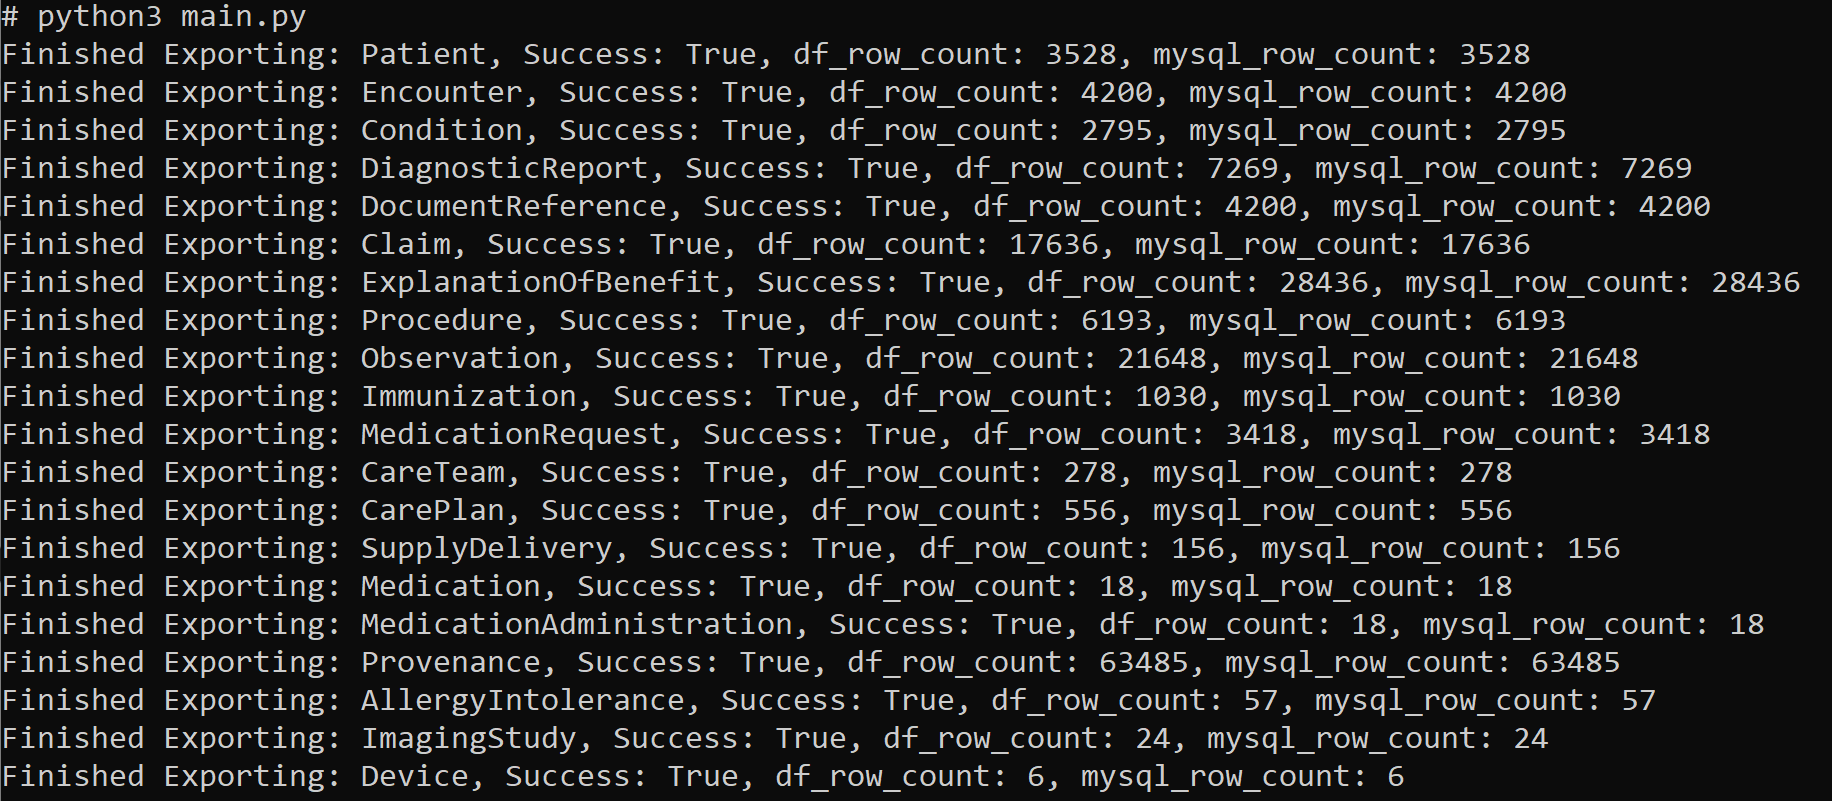 # python3 main.py
Finished Exporting: Patient, Success: True, df_row_count: 3528, mysql_row_count: 3528
Finished Exporting: Encounter, Success: True, df_row_count: 4200, mysql_row_count: 4200
Finished Exporting: Condition, Success: True, df_row_count: 2795, mysql_row_count: 2795
Finished Exporting: DiagnosticReport, Success: True, df_row_count: 7269, mysql_row_count: 7269
Finished Exporting: DocumentReference, Success: True, df_row_count: 4200, mysql_row_count: 4200
Finished Exporting: Claim, Success: True, df_row_count: 17636, mysql_row_count: 17636
Finished Exporting: ExplanationOfBenefit, Success: True, df_row_count: 28436, mysql_row_count: 28436
Finished Exporting: Procedure, Success: True, df_row_count: 6193, mysql_row_count: 6193
Finished Exporting: Observation, Success: True, df_row_count: 21648, mysql_row_count: 21648
Finished Exporting: Immunization, Success: True, df_row_count: 1030, mysql_row_count: 1030
Finished Exporting: MedicationRequest, Success: True, df_row_count: 3418, mysql_row_count: 3418
Finished Exporting: CareTeam, Success: True, df_row_count: 278, mysql_row_count: 278
Finished Exporting: CarePlan, Success: True, df_row_count: 556, mysql_row_count: 556
Finished Exporting: SupplyDelivery, Success: True, df_row_count: 156, mysql_row_count: 156
Finished Exporting: Medication, Success: True, df_row_count: 18, mysql_row_count: 18
Finished Exporting: MedicationAdministration, Success: True, df_row_count: 18, mysql_row_count: 18
Finished Exporting: Provenance, Success: True, df_row_count: 63485, mysql_row_count: 63485
Finished Exporting: AllergyIntolerance, Success: True, df_row_count: 57, mysql_row_count: 57
Finished Exporting: ImagingStudy, Success: True, df_row_count: 24, mysql_row_count: 24
Finished Exporting: Device, Success: True, df_row_count: 6, mysql_row_count: 6